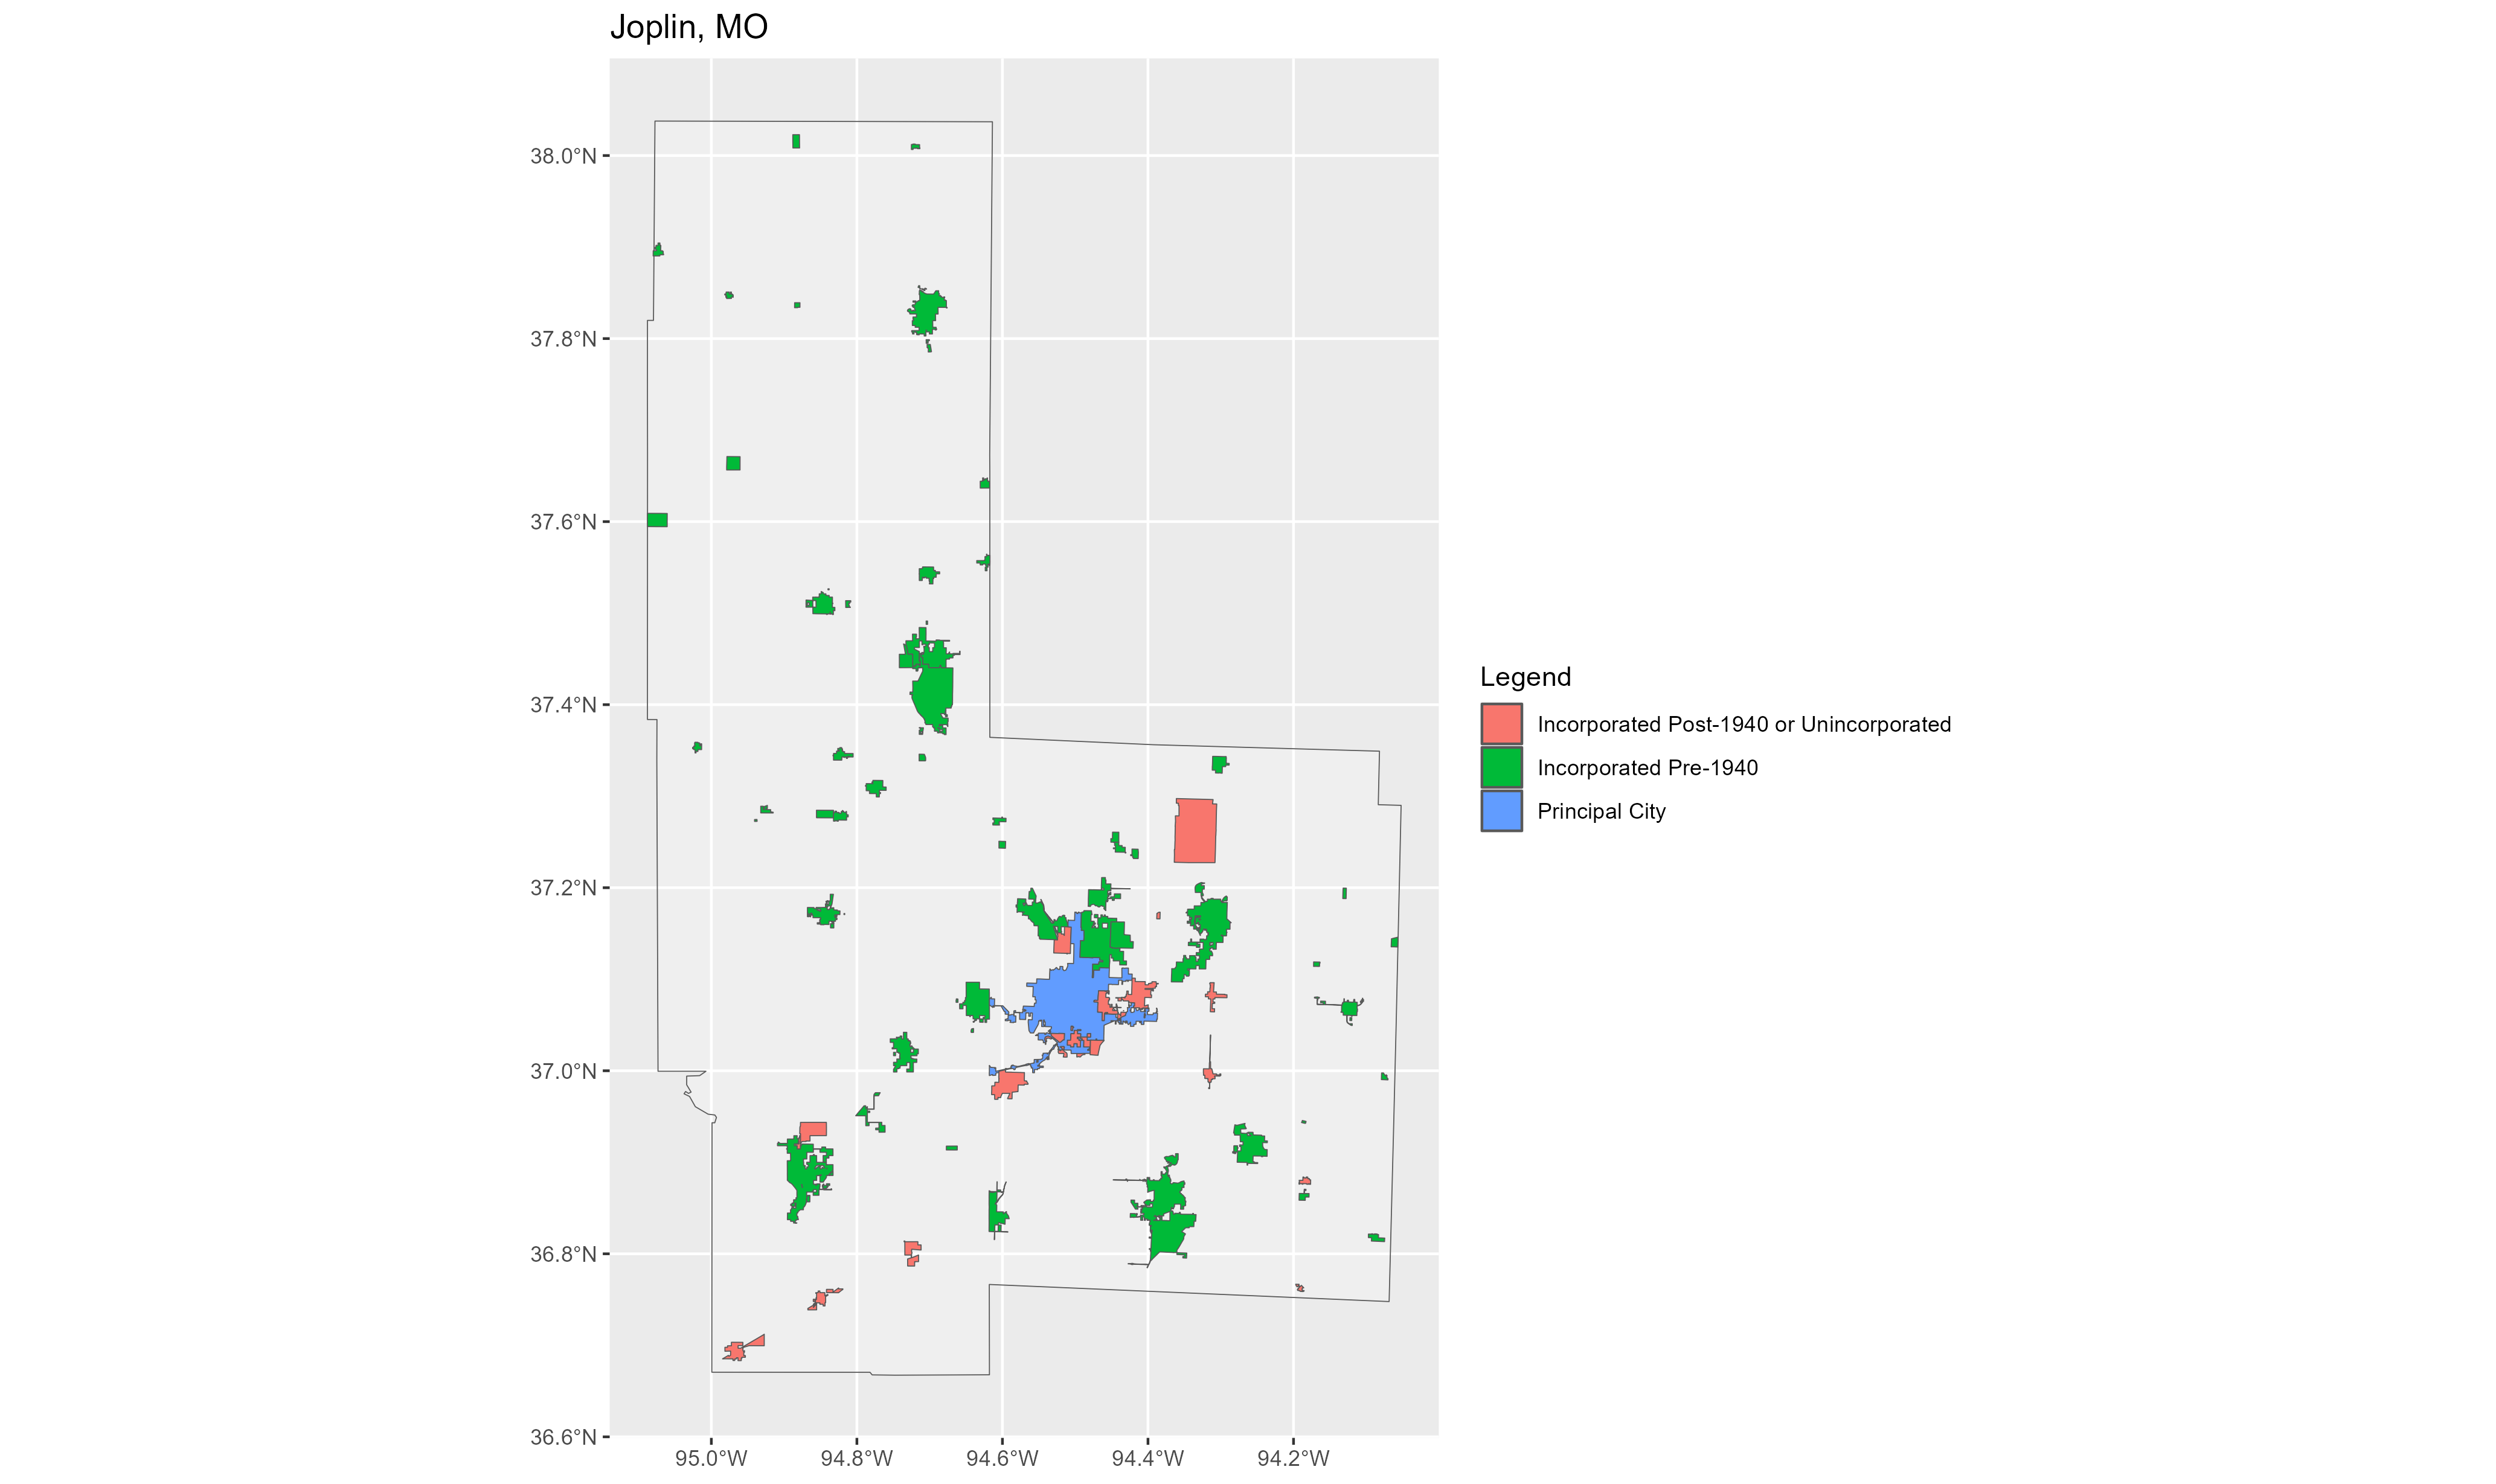 Joplin, MO
38.0°N
37.8°N
37.6°N
37.4°N
37.2°N
37.0°N
36.8°N
36.6°N
95.0°W 94.8°W 94.6°W 94.4°W 94.2°W
Legend
Incorporated Post-1940 or Unincorporated
Incorporated Pre-1940
Principal City